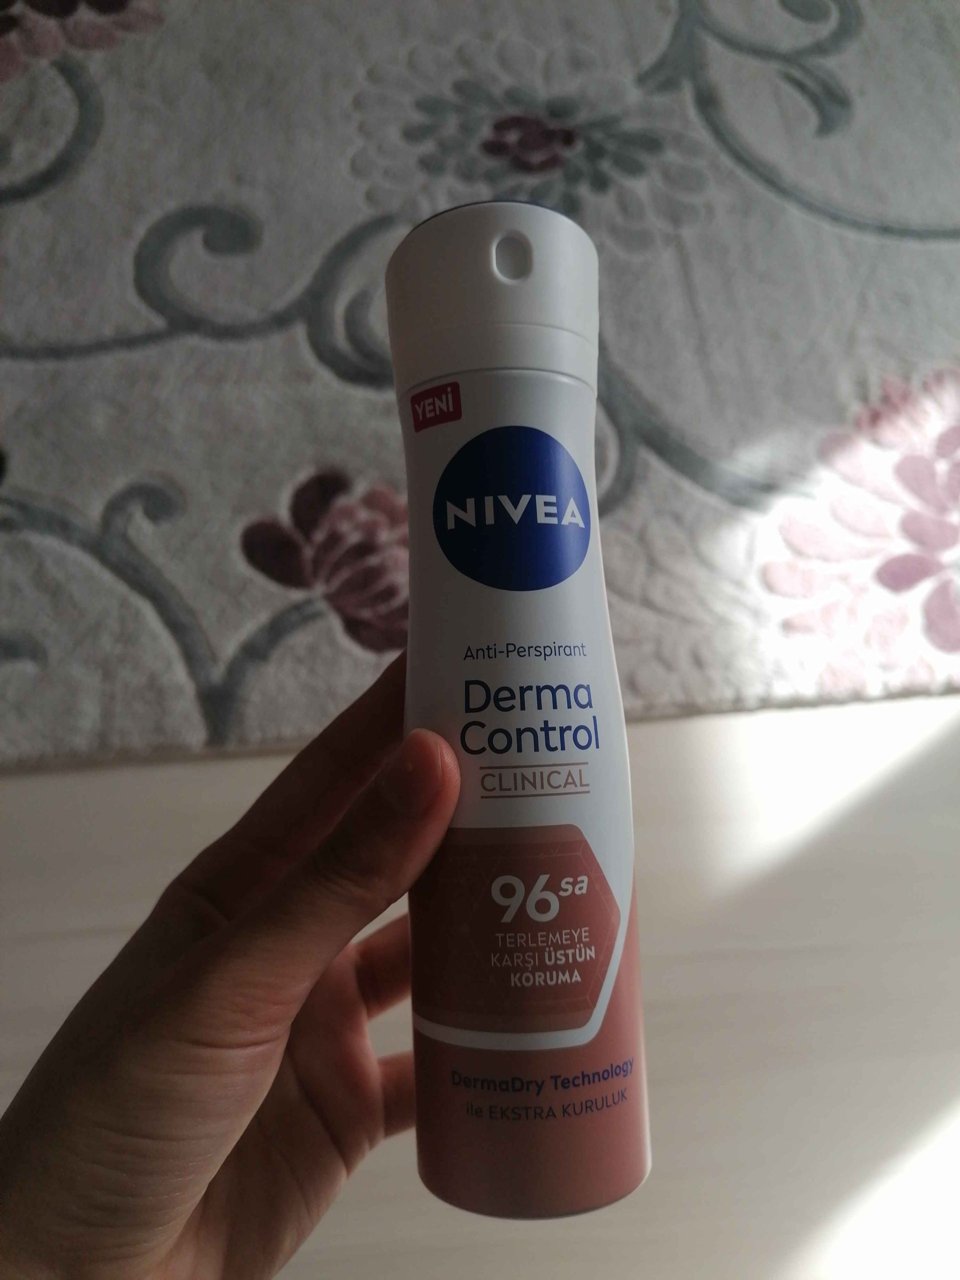 YENİ
NIVEA
Anti-Perspirant
Derma
Control
CLINICAL
96sa
TERLEMEYE
KARŞI ÜSTÜN
KORUMA
DermaDry Technology
ile EKSTRA KURULUK